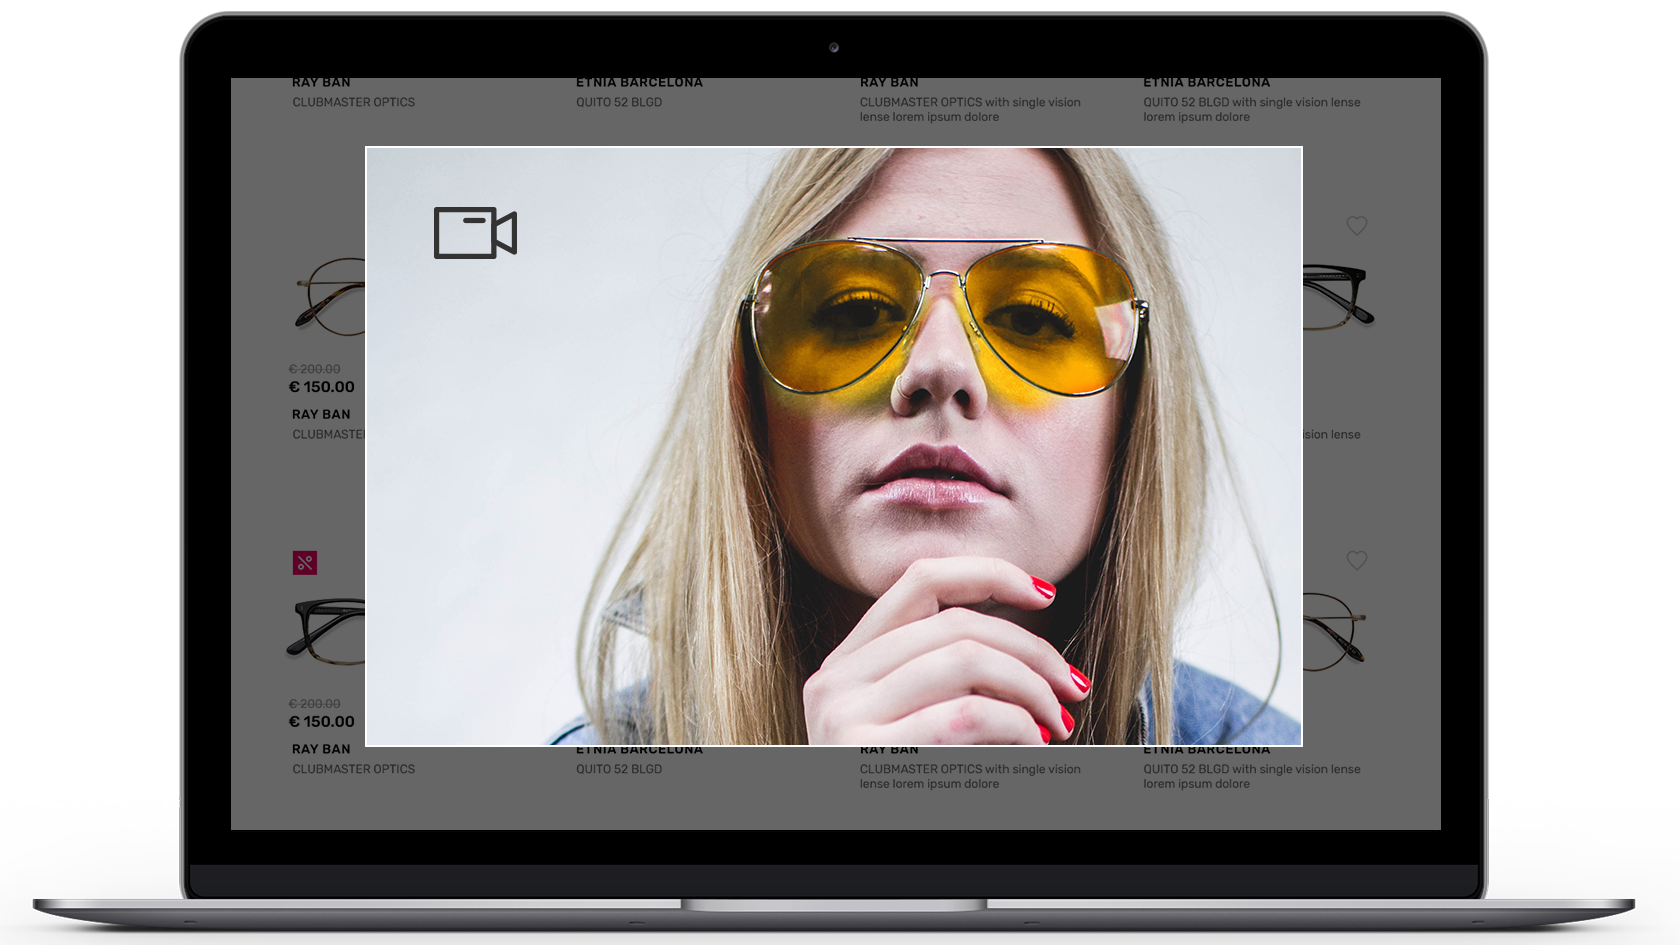 RAY BAN
CLUBMASTER OPTICS
ETNIA BARCELONA
QUITO 52 BLGD
RAY BAN
CLUBMASTER OPTICS with single vision
lense lorem ipsum dolore
ETNIA BARCELONA
QUITO 52 BLGD with single vision lense
lorem ipsum dolore
€ 200.00
€ 150.00
RAY BAN
CLUBMASTE
ision lense
€ 200.00
€ 150.00
RAY BAN
CLUBMASTER OPTICS
ETNIA BARCELONA
QUITO 52 BLGD
RAY BAN
CLUBMASTER OPTICS with single vision
lense lorem ipsum dolore
ETNIA BARCELONA
QUITO 52 BLGD with single vision lense
lorem ipsum dolore